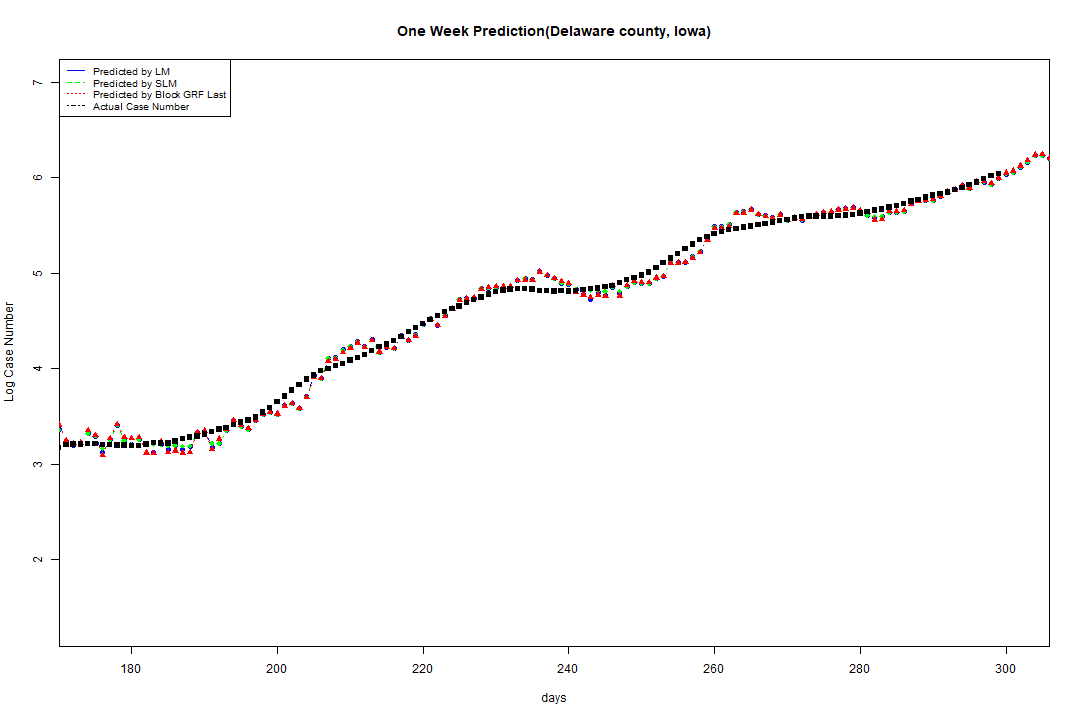 One Week Prediction(Delaware county, Iowa)
Predicted by LM
Predicted by SLM
Predicted by Block GRF Last
Actual Case Number
7
6
5
4
3
2
Log Case Number
180 200 220 240 260 280 300
days